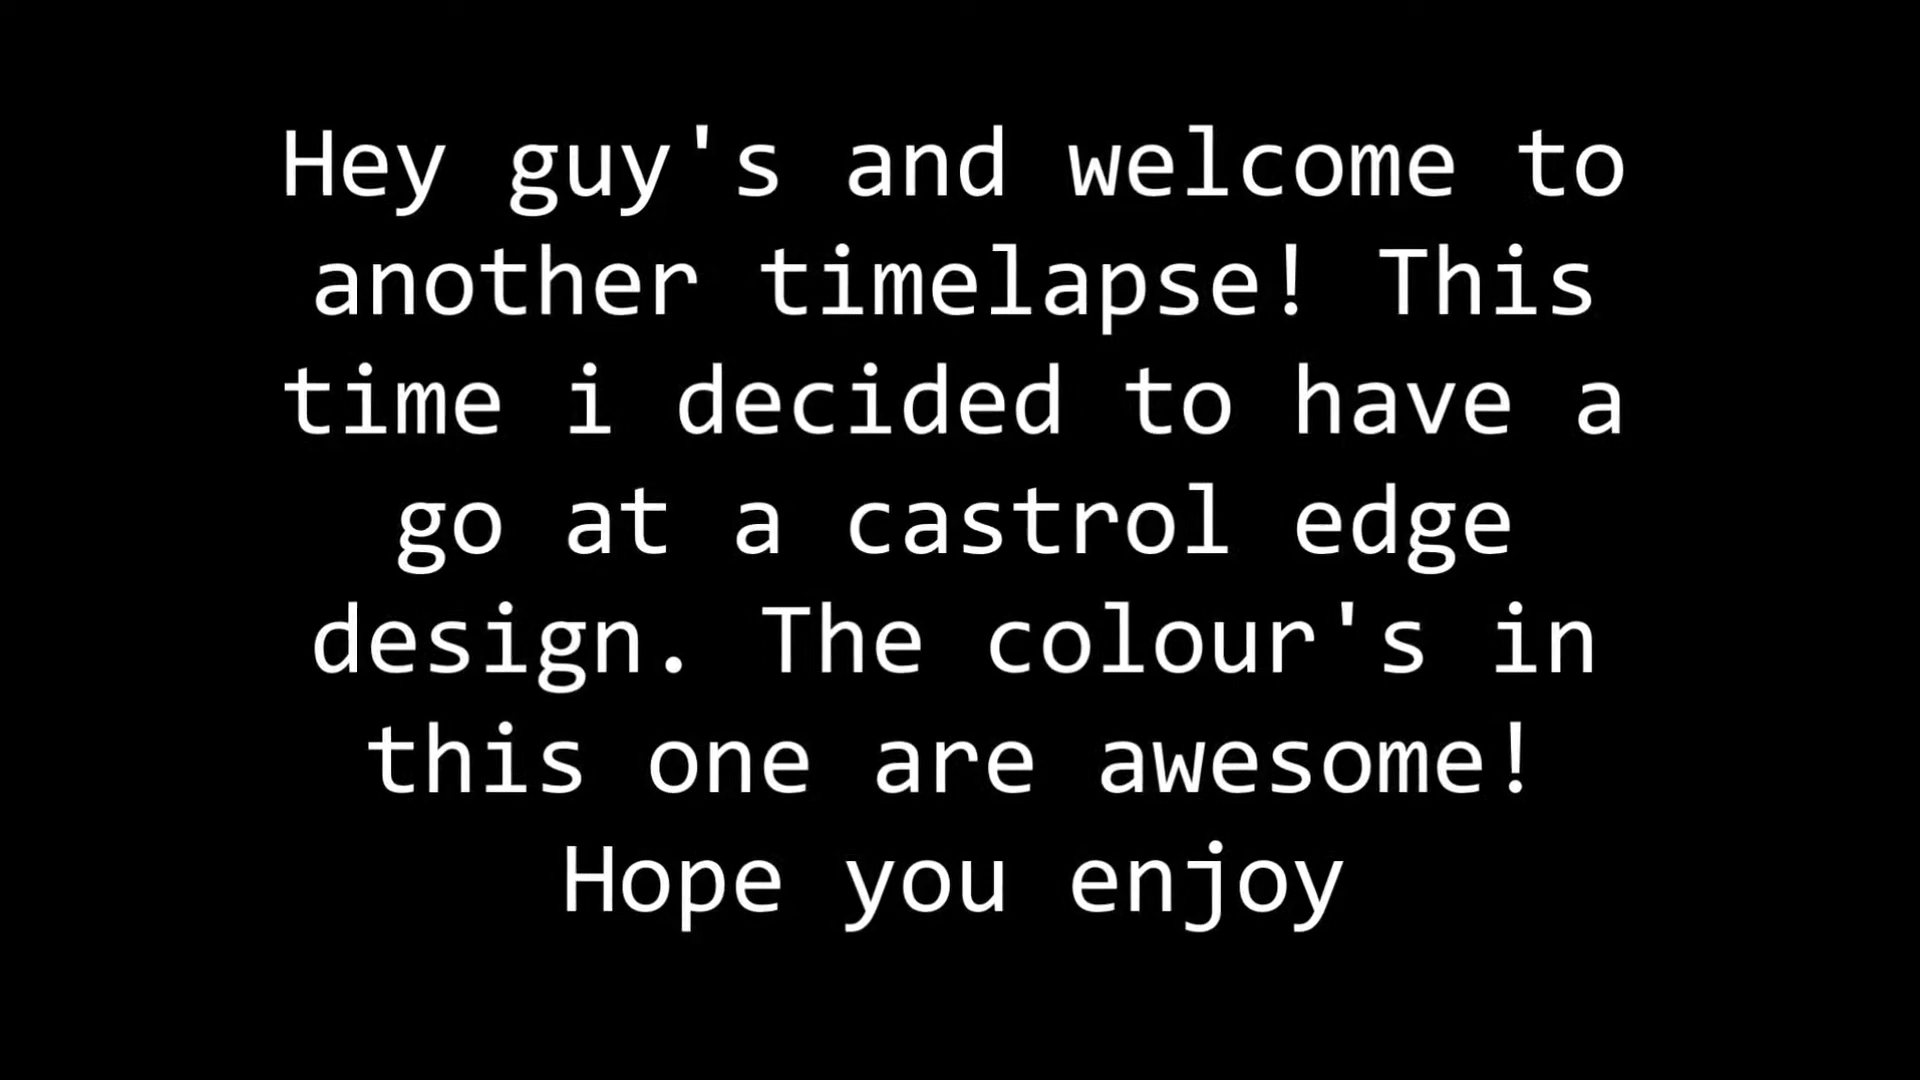 Hey guy's and welcome to
another timelapse! This
time i decided to have a
go at a castrol edge
design. The colour's in
this one are awesome!
Hope you enjoy